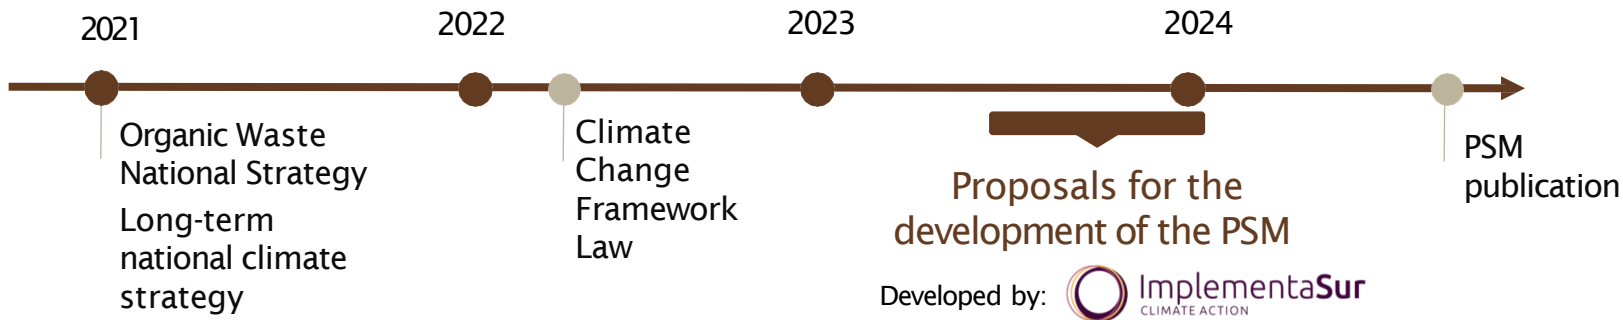 2021
2022
2023
2024
Organic Waste
National Strategy
Long-term
national climate
strategy
Climate
Change
Framework
Law
Proposals for the
development of the PSM
Developed by:
ImplementaSur
CLIMATE ACTION
PSM
publication